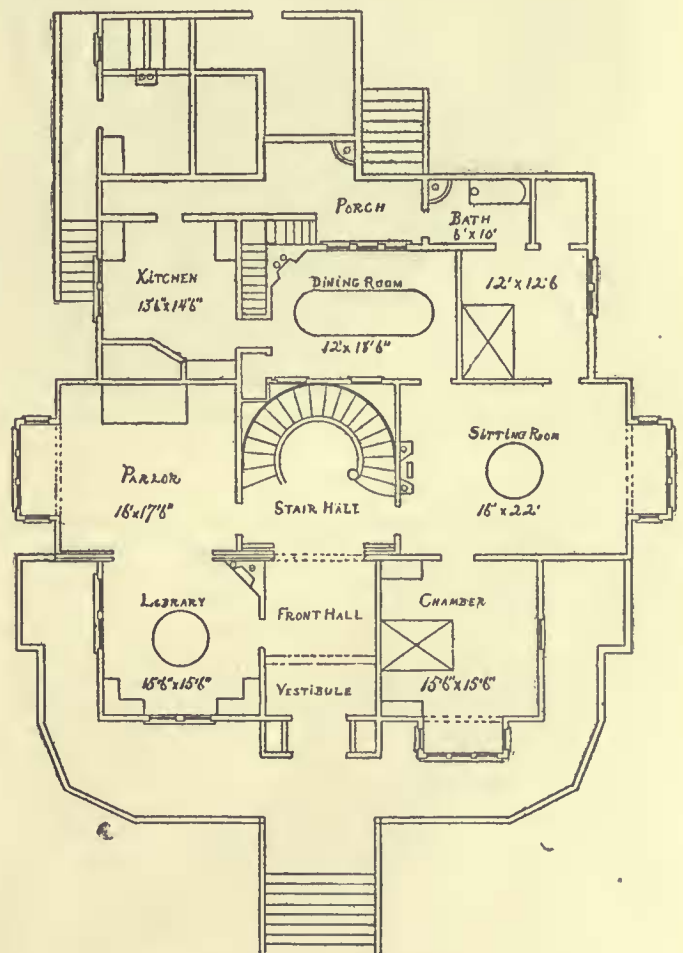 PORCH
BATH
6'x10'
KITCHEN
13'6"x14'6"
DINING ROOM
12'x18'6"
12'x12'6
PARLOR
16'x17'6"
STAIR HALL
SITTING ROOM
16'x22'
LIBRARY
15'6"x15'6"
FRONT HALL
CHAMBER
15'6"x15'6"
VESTIBULE